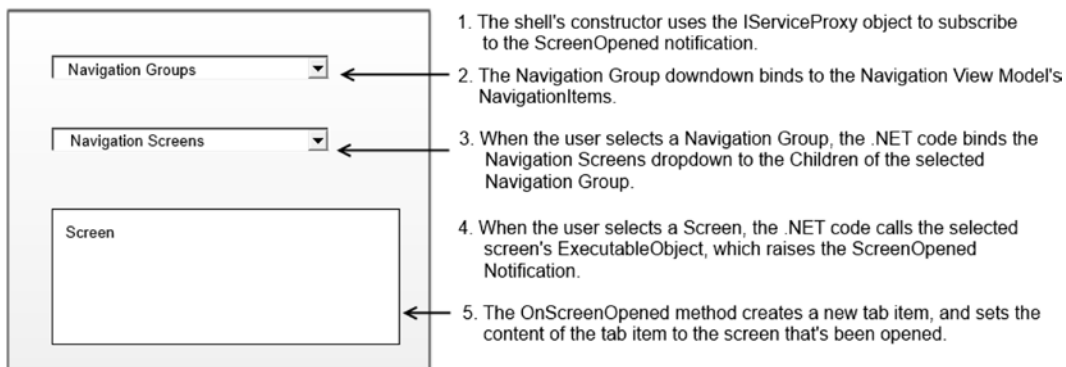 1. The shell's constructor uses the IServiceProxy object to subscribe
to the ScreenOpened notification.
Navigation Groups
2. The Navigation Group downdown binds to the Navigation View Model's
NavigationItems.
Navigation Screens
3. When the user selects a Navigation Group, the .NET code binds the
Navigation Screens dropdown to the Children of the selected
Navigation Group.
Screen
4. When the user selects a Screen, the .NET code calls the selected
screen's ExecutableObject, which raises the ScreenOpened
Notification.
5. The OnScreenOpened method creates a new tab item, and sets the
content of the tab item to the screen that's been opened.